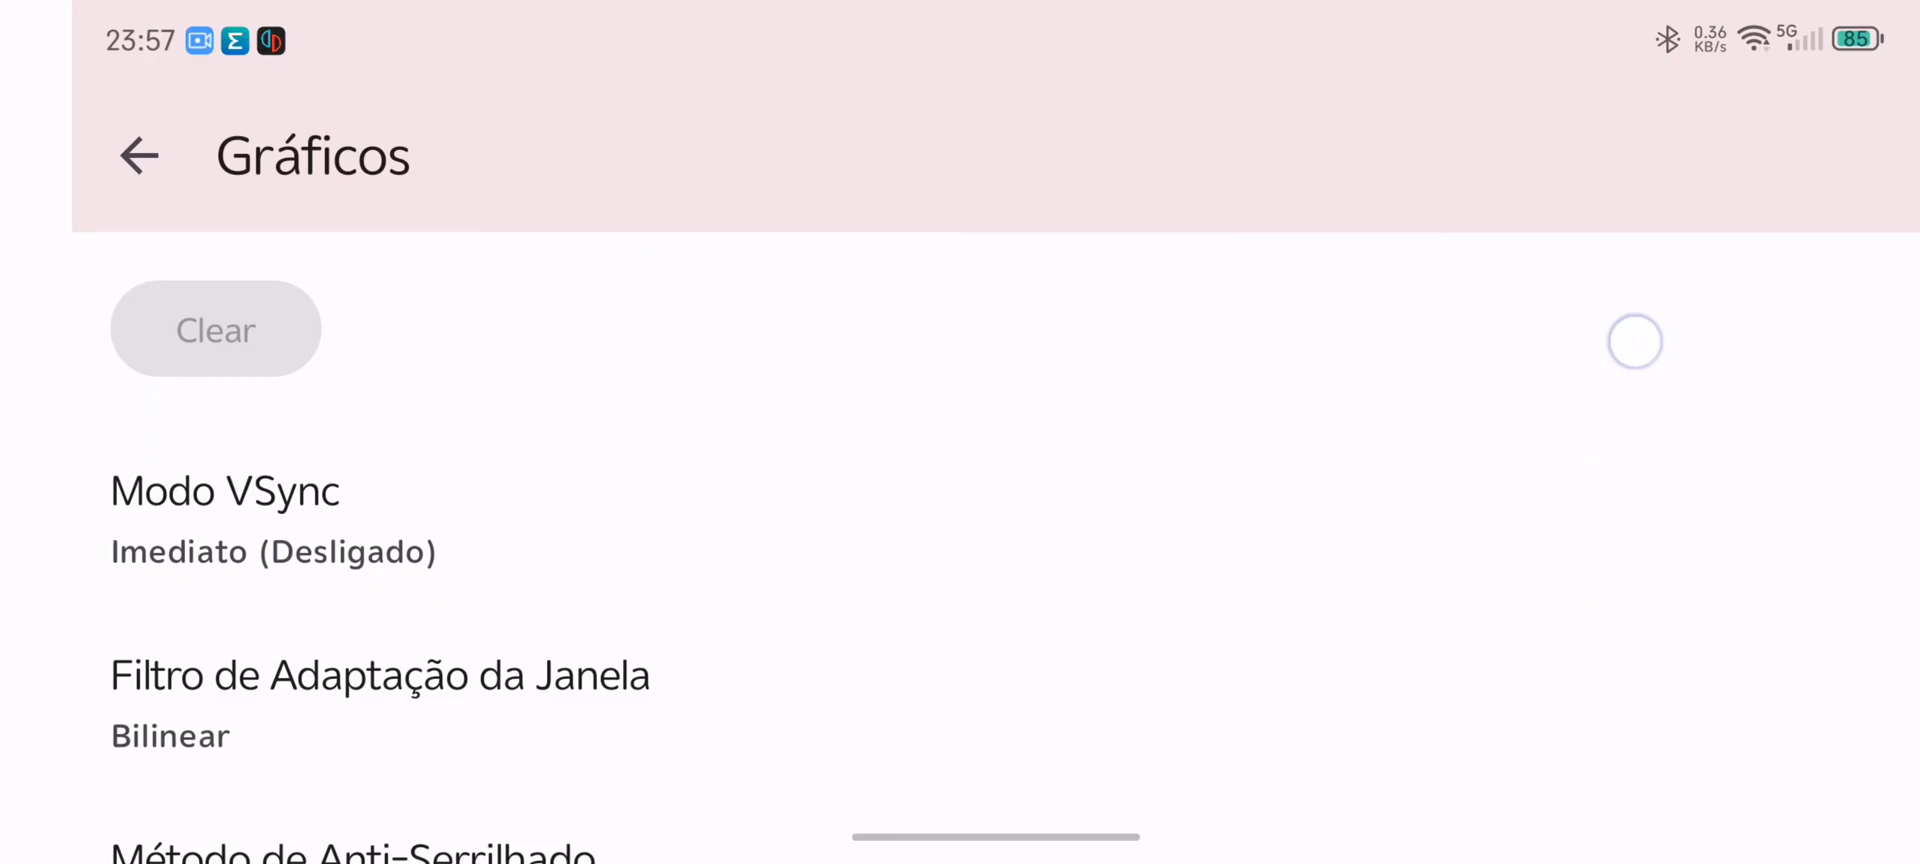 23:57
0.36
KB/s
5G
85
Gráficos
Clear
Modo VSync
Imediato (Desligado)
Filtro de Adaptação da Janela
Bilinear
Método de Anti-Serrilhado